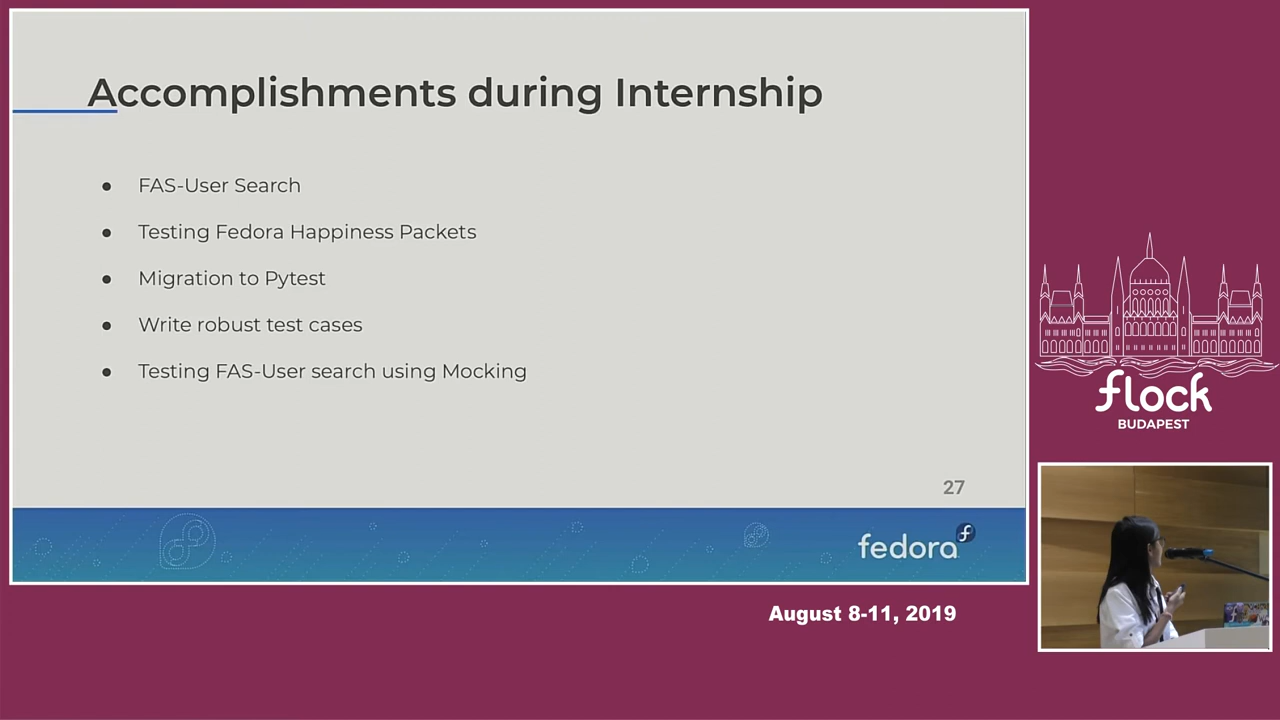 Accomplishments during Internship
● FAS-User Search
● Testing Fedora Happiness Packets
● Migration to Pytest
● Write robust test cases
● Testing FAS-User search using Mocking
27
fedora
flock
BUDAPEST
August 8-11, 2019